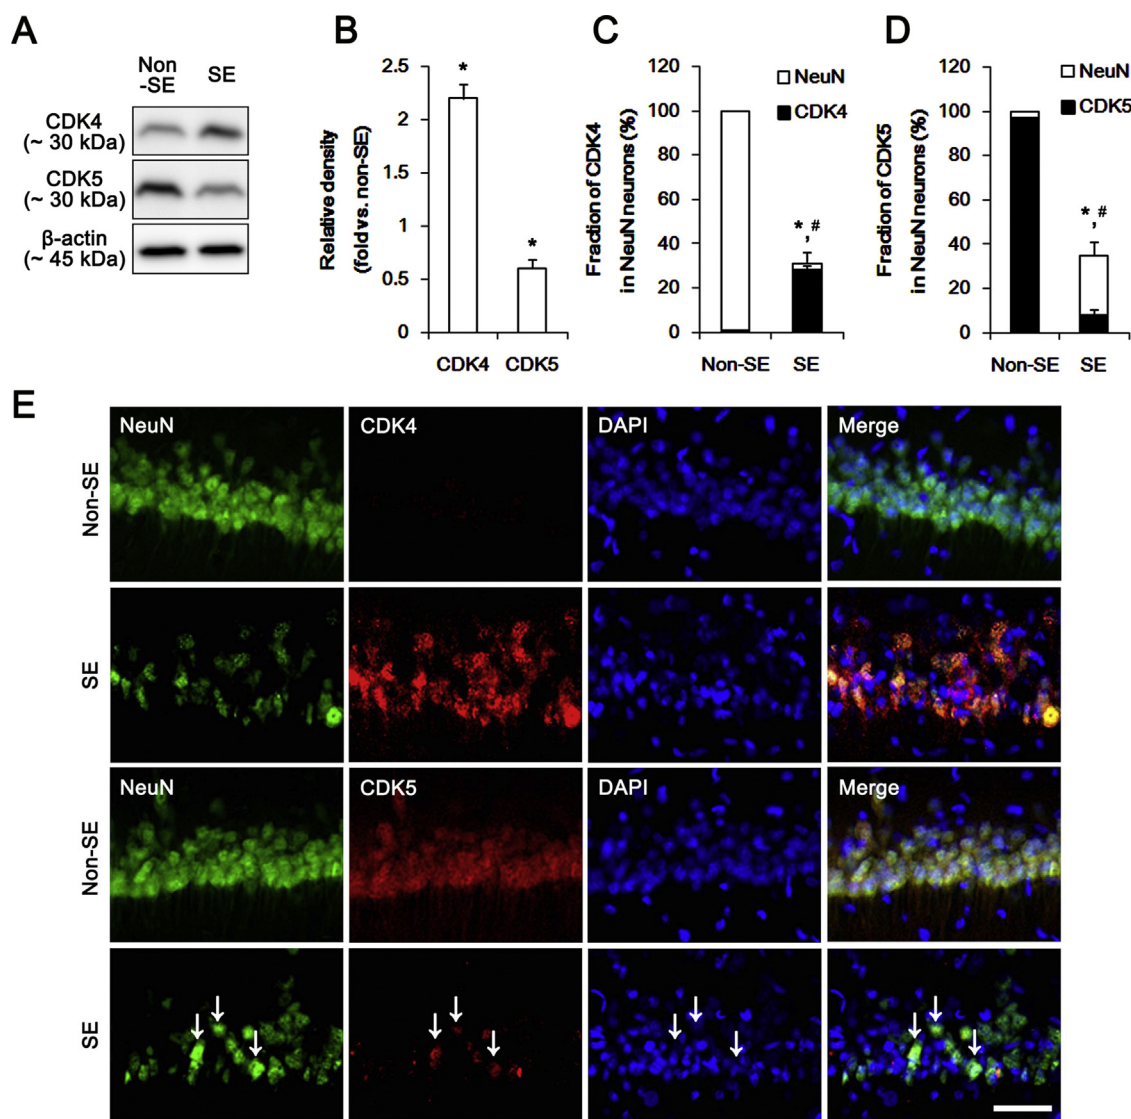 A
Non
-SE
SE
CDK4
(~ 30 kDa)
CDK5
(~ 30 kDa)
β-actin
(~ 45 kDa)
B
Relative density
(fold vs. non-SE)
2.5
2
1.5
1
0.5
0
*
*
CDK4
CDK5
C
Fraction of CDK4
in NeuN neurons (%)
120
100
80
60
40
20
0
NeuN
CDK4
*,#
Non-SE
SE
D
Fraction of CDK5
in NeuN neurons (%)
120
100
80
60
40
20
0
NeuN
CDK5
*,#
Non-SE
SE
E
Non-SE
NeuN
CDK4
DAPI
Merge
SE
Non-SE
NeuN
CDK5
DAPI
Merge
SE